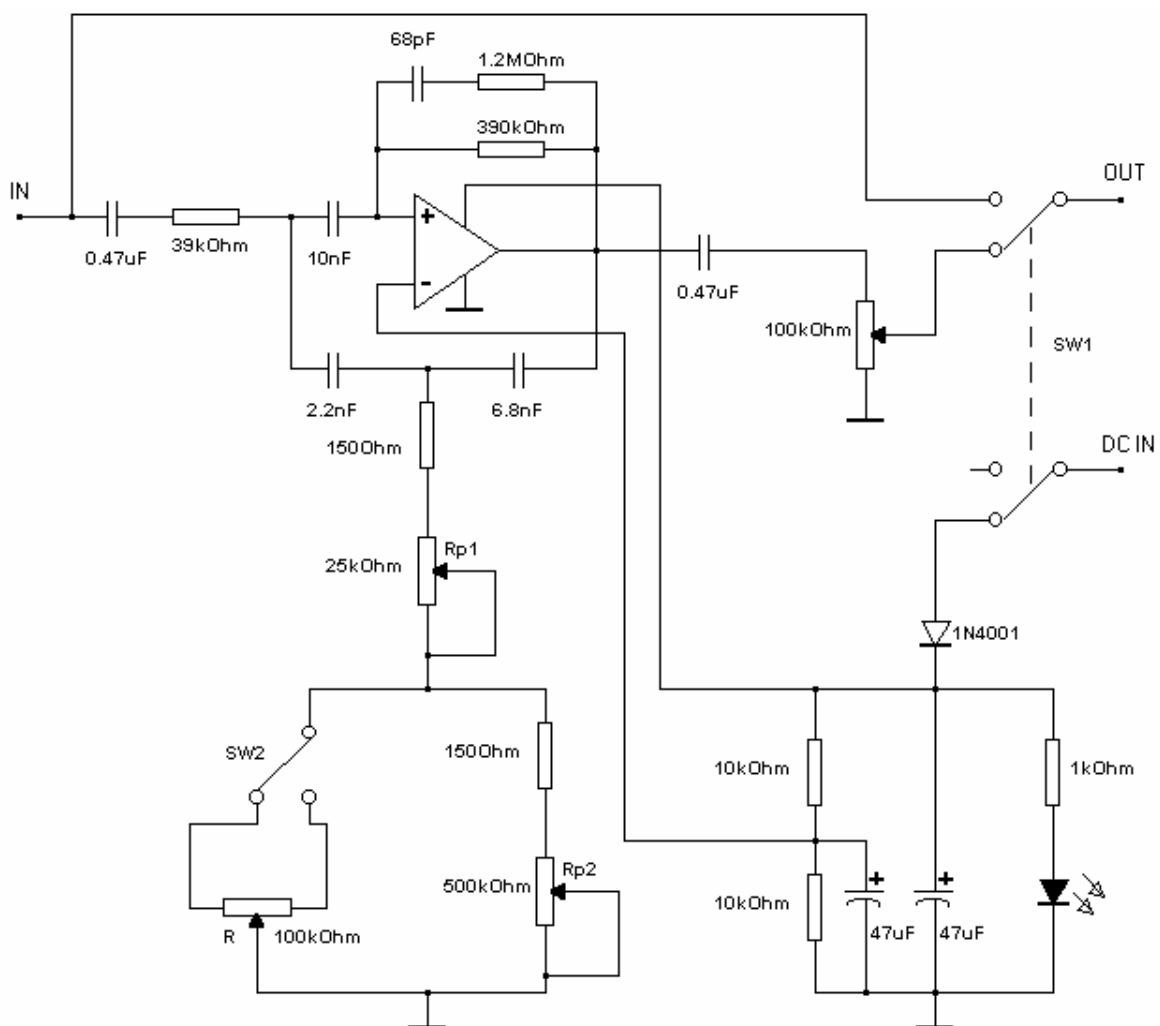 68pF
1.2MOhm
390kOhm
IN
OUT
+
-
0.47uF
39kOhm
10nF
0.47uF
100kOhm
SW1
2.2nF
6.8nF
150Ohm
DC IN
Rp1
25kOhm
1N4001
SW2
150Ohm
10kOhm
1kOhm
Rp2
500kOhm
10kOhm
+
+
47uF
47uF
R
100kOhm